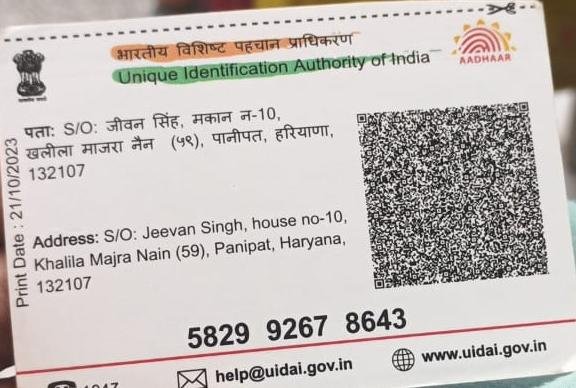 भारतीय विशिष्ट पहचान प्राधिकरण
Unique Identification Authority of India
AADHAAR
पता: S/O: जीवन सिंह, मकान न-10,
खलीला माजरा नैन (५९), पानीपत, हरियाणा,
132107
Address: S/O: Jeevan Singh, house no-10,
Khalila Majra Nain (59), Panipat, Haryana,
132107
Print Date : 21/10/2023
5829 9267 8643
1947
help@uidai.gov.in
www.uidai.gov.in